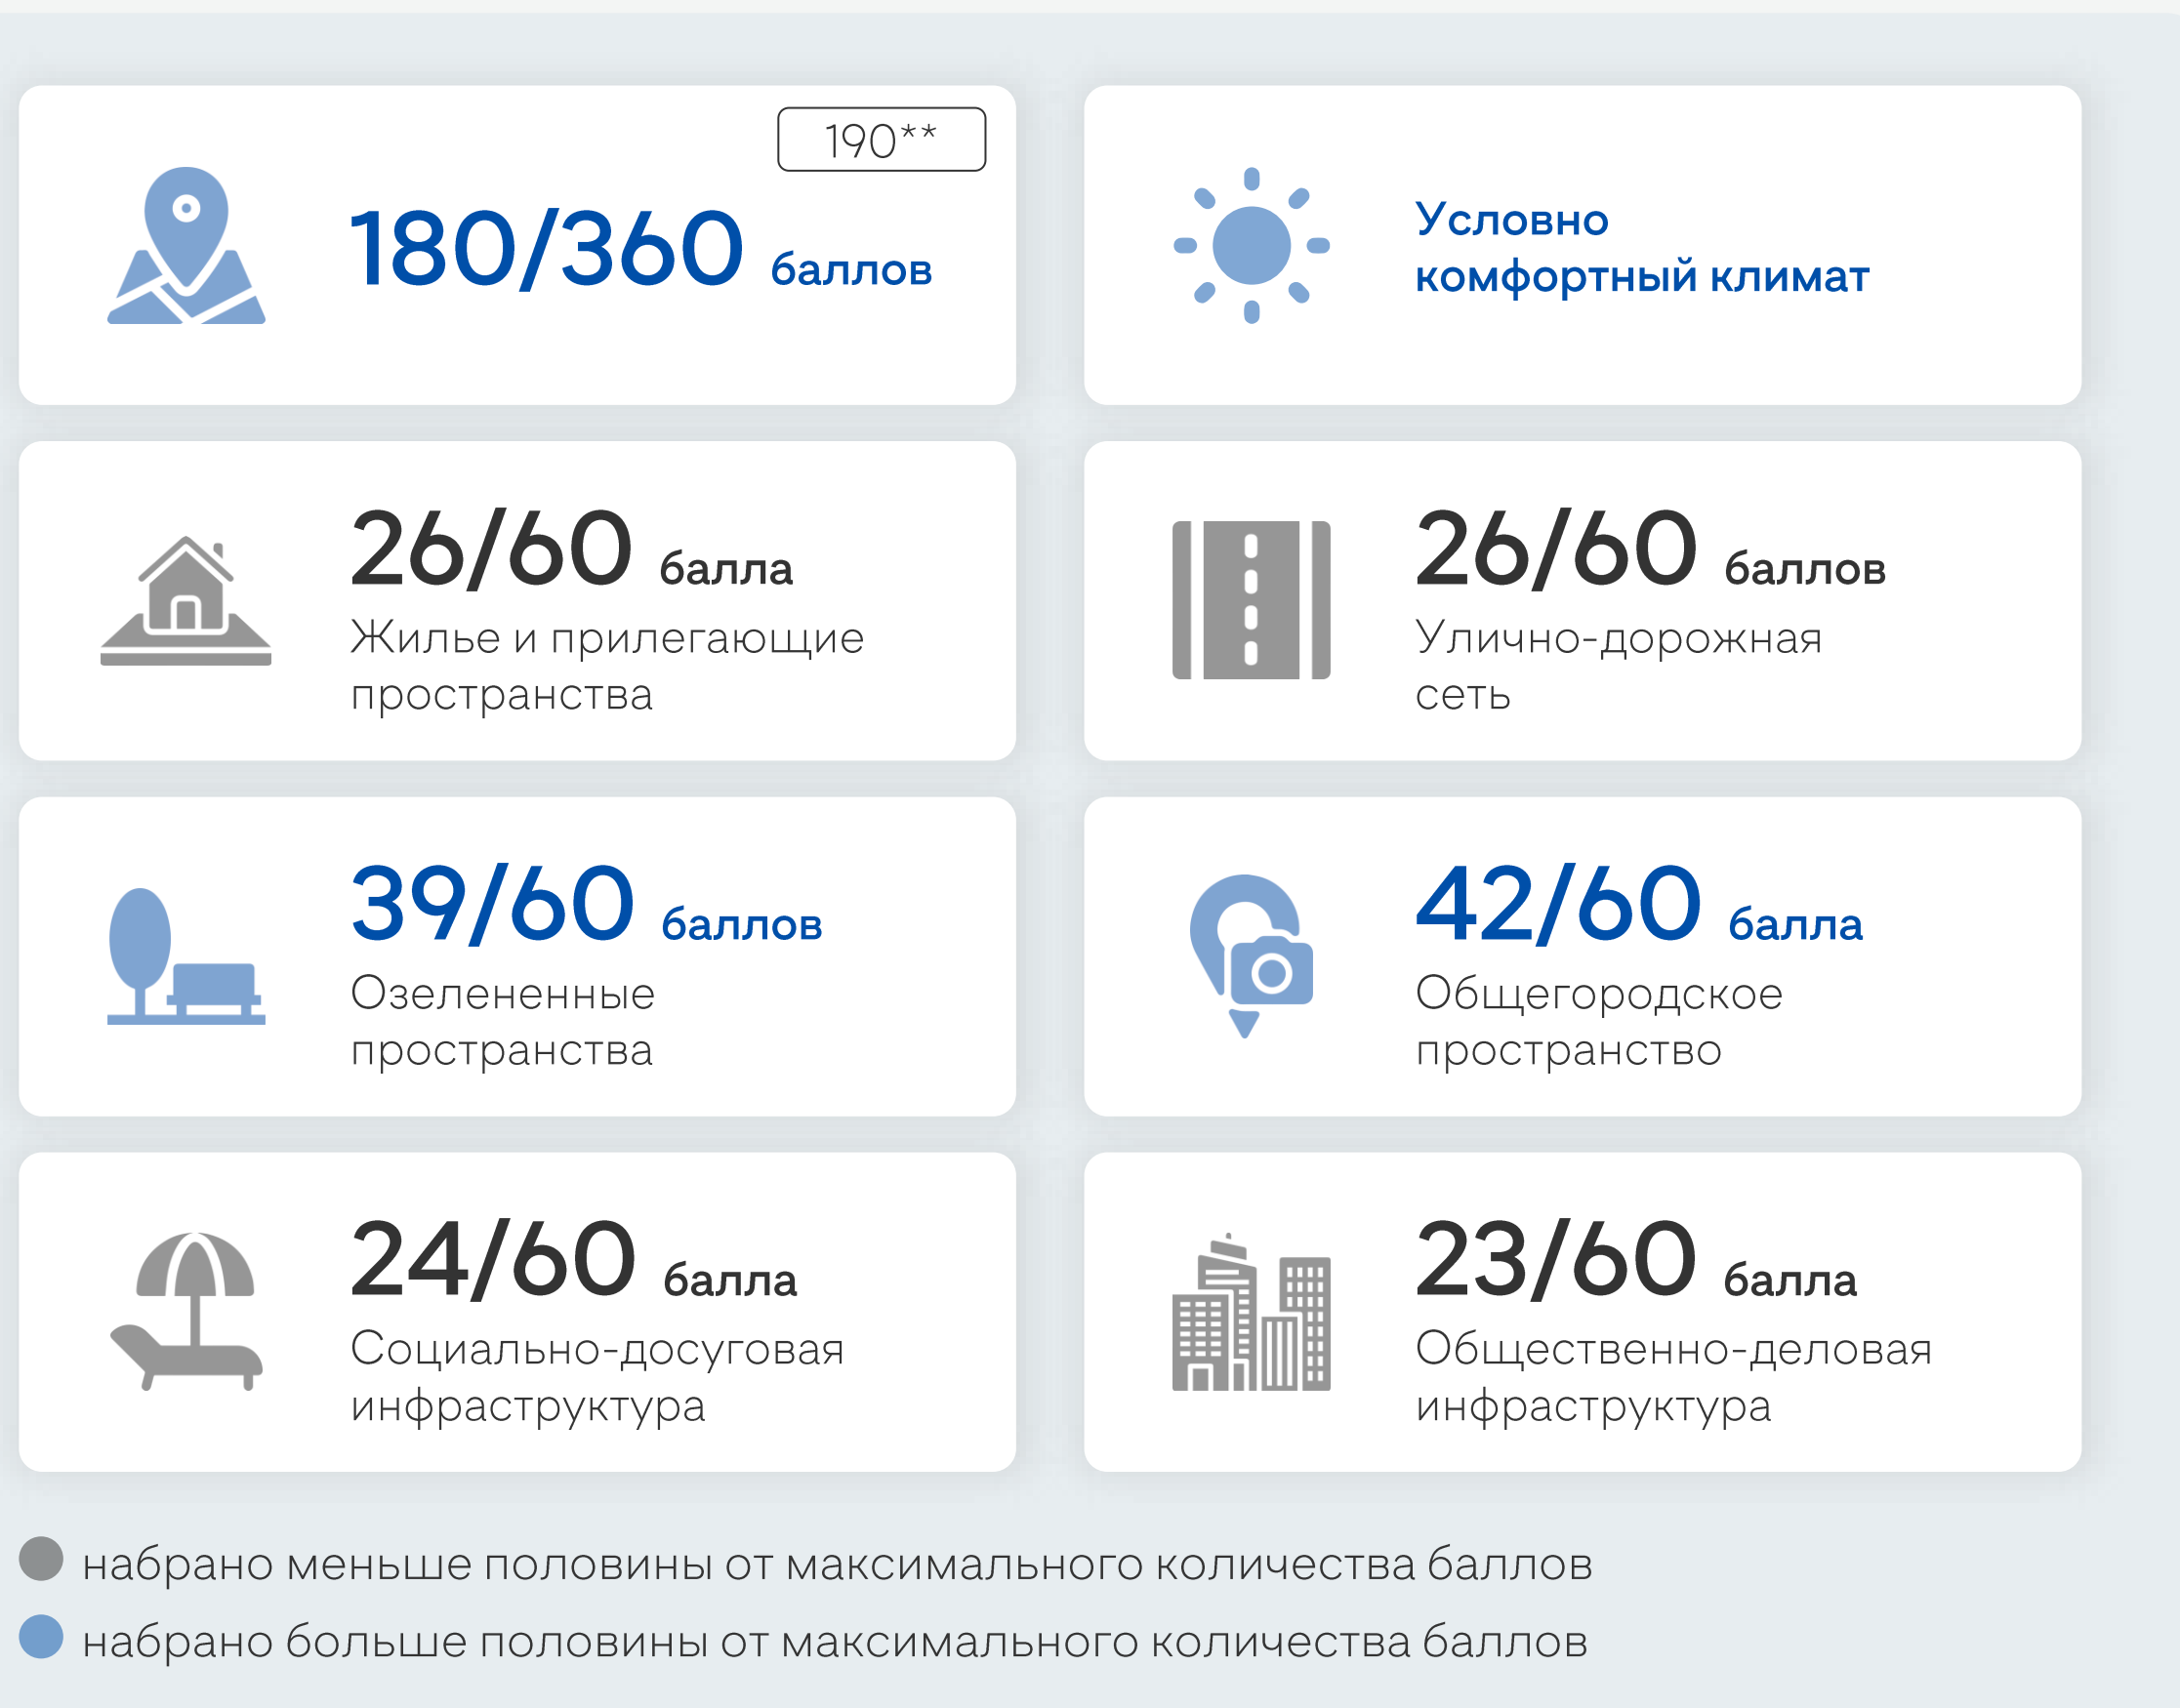 190**
180/360 баллов
Условно
комфортный климат
26/60 балла
Жилье и прилегающие
пространства
26/60 баллов
Улично-дорожная
сеть
39/60 баллов
Озелененные
пространства
42/60 балла
Общегородское
пространство
24/60 балла
Социально-досуговая
инфраструктура
23/60 балла
Общественно-деловая
инфраструктура
набрано меньше половины от максимального количества баллов
набрано больше половины от максимального количества баллов